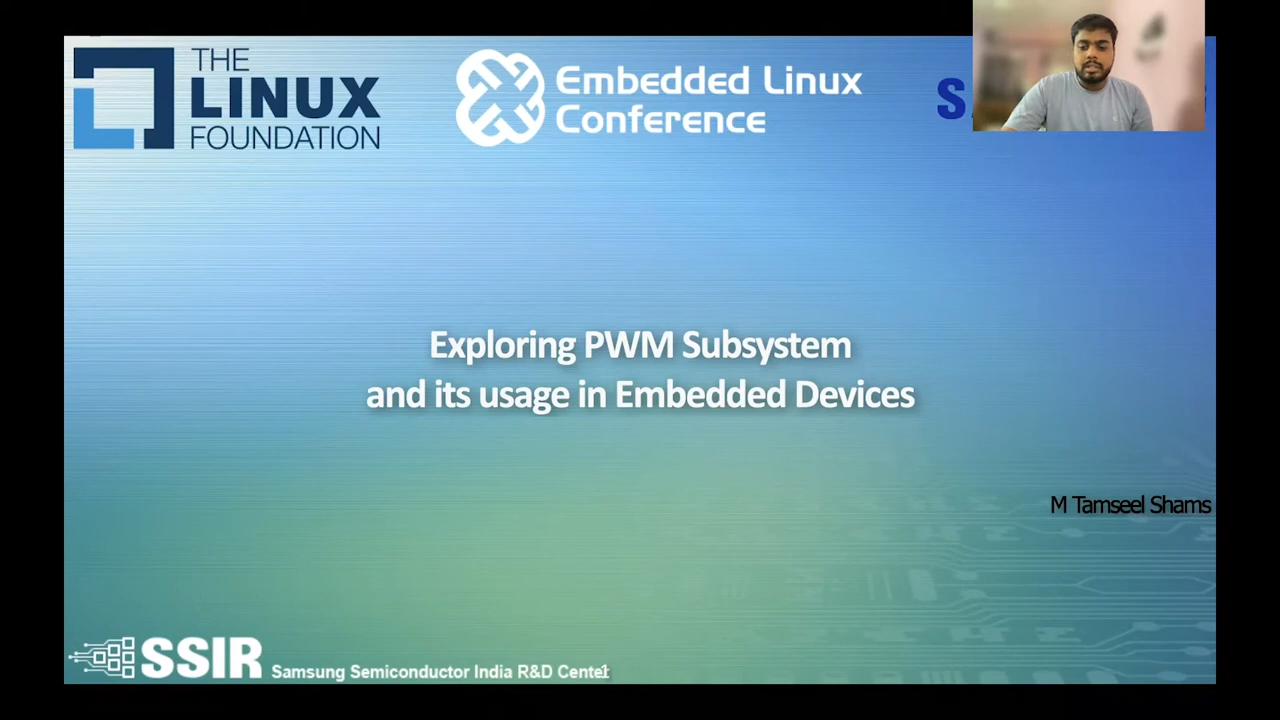 THE
LINUX
FOUNDATION
Embedded Linux
Conference
Exploring PWM Subsystem
and its usage in Embedded Devices
M Tamseel Shams
SSIR
Samsung Semiconductor India R&D Center
1